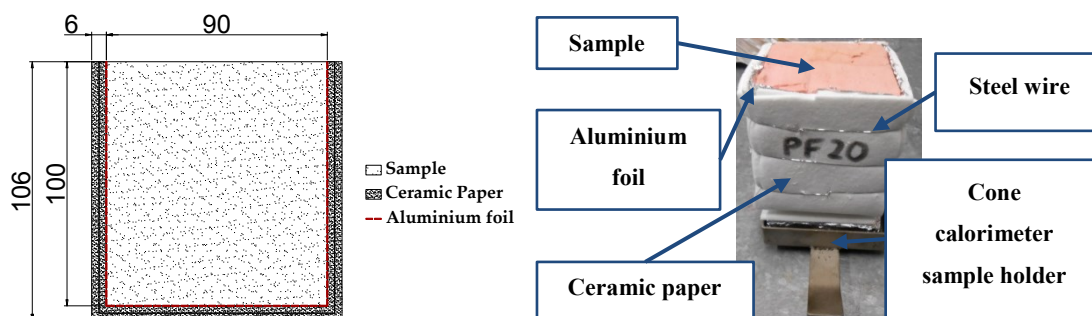 6
90
106
100
Sample
Ceramic Paper
Aluminium foil
Sample
Aluminium
foil
Ceramic paper
PF20
Steel wire
Cone
calorimeter
sample holder